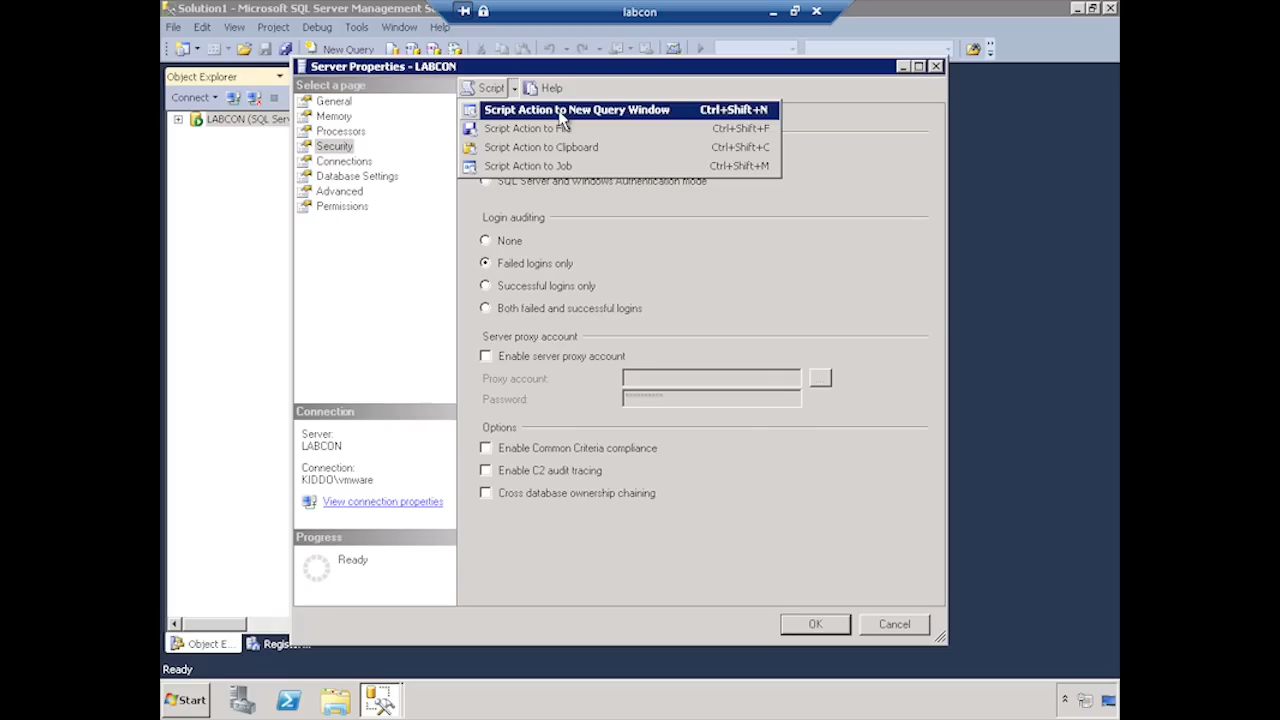 Solution1 - Microsoft SQL Server Management S
labcon
File Edit View Project Debug Tools Window Help
New Query
Object Explorer
Connect
LABCON (SQL Serv
Server Properties - LABCON
Select a page
General
Memory
Processors
Security
Connections
Database Settings
Advanced
Permissions
Connection
Server:
LABCON
Connection:
KIDDO\vmware
View connection properties
Progress
Ready
Script Help
Script Action to New Query Window Ctrl+Shift+N
Script Action to Ctrl+Shift+F
Script Action to Clipboard Ctrl+Shift+C
Script Action to Job Ctrl+Shift+M
SQL Server and Windows Authentication mode
Login auditing
None
Failed logins only
Successful logins only
Both failed and successful logins
Server proxy account
Enable server proxy account
Proxy account:
...
Password:
**********
Options
Enable Common Criteria compliance
Enable C2 audit tracing
Cross database ownership chaining
OK Cancel
Object E...
Ready
Start